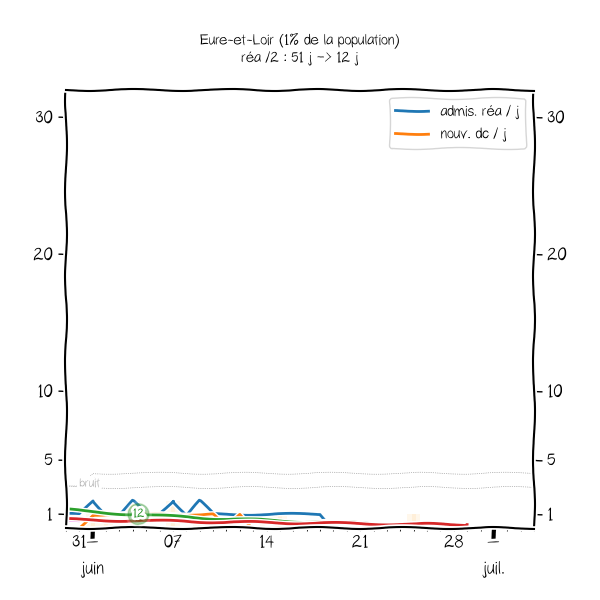 Eure-et-Loir (1% de la population)
réa /2 : 51 j -> 12 j
admis. réa / j
nouv. dc / j
30 30
20 20
10 10
5 5
bruit
12
1 1
31 07 14 21 28
juin juil.